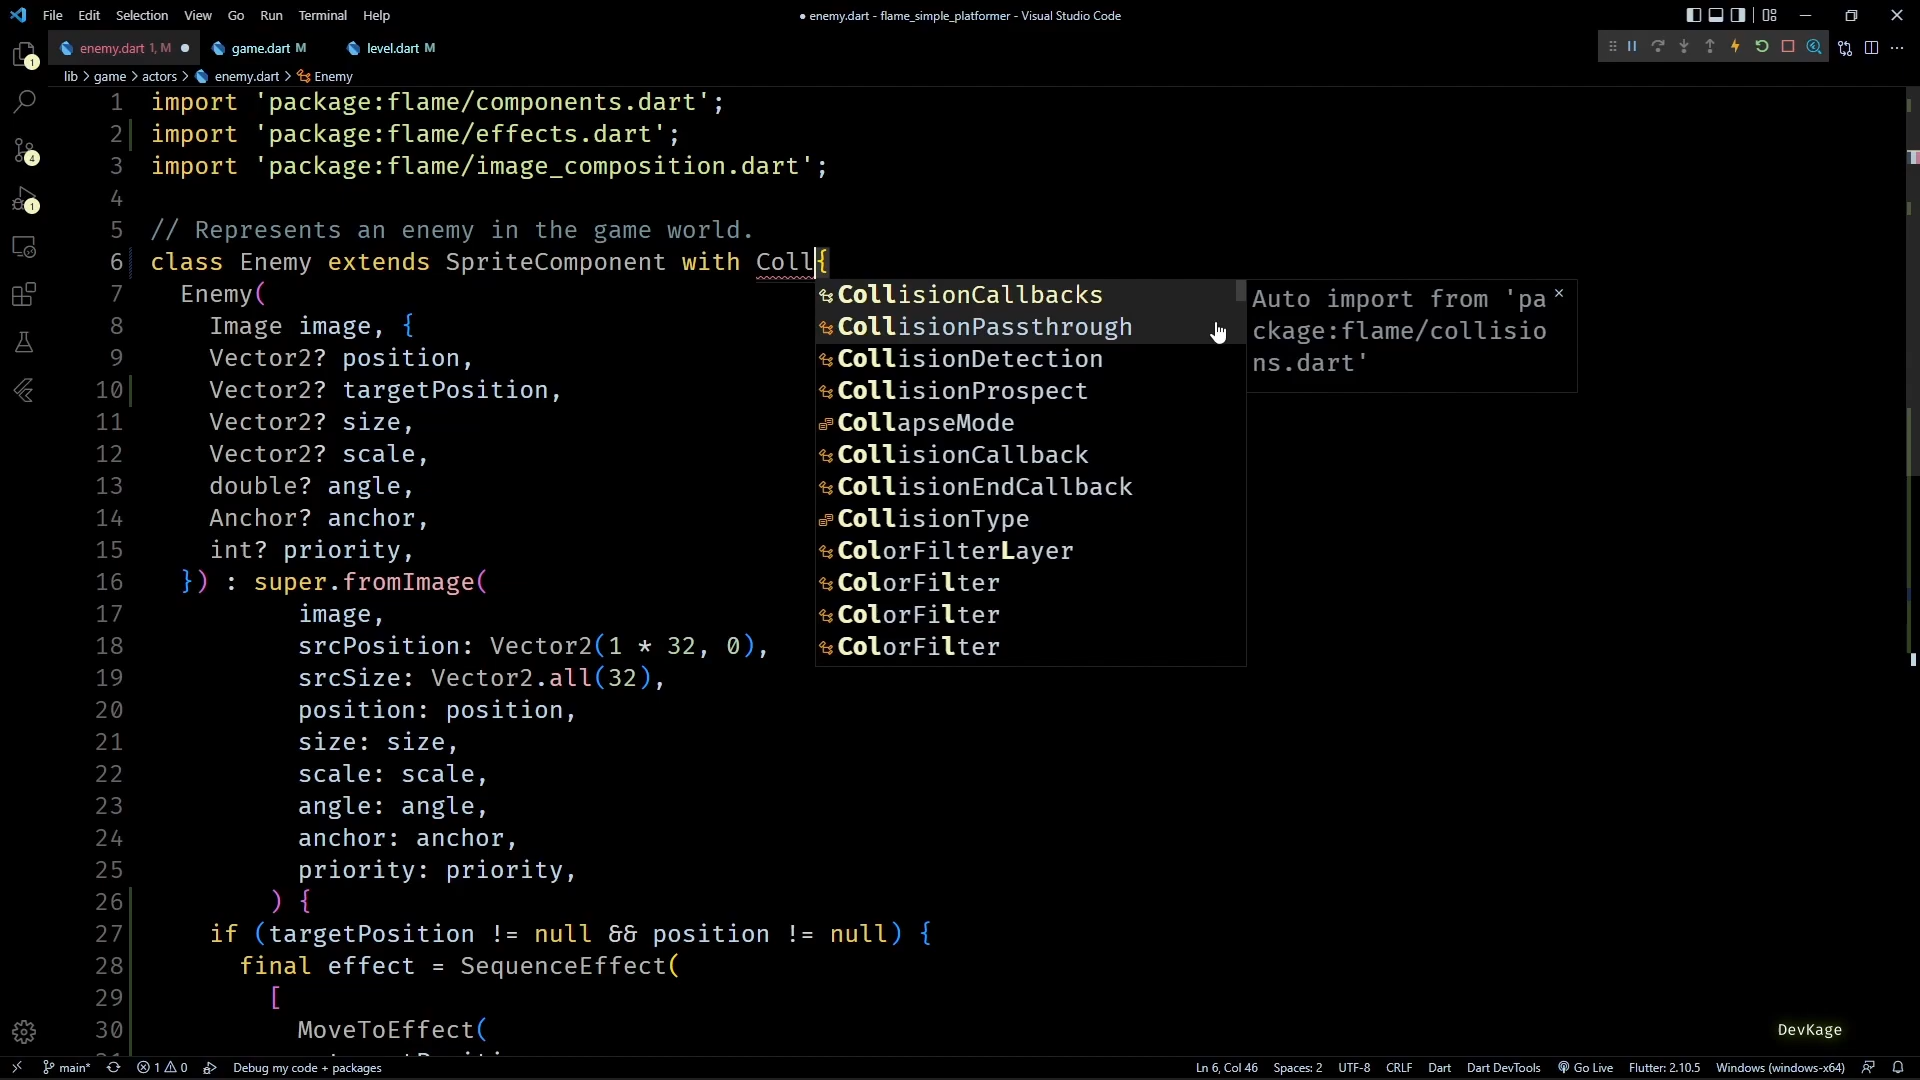 File Edit Selection View Go Run Terminal Help
● enemy.dart - flame_simple_platformer - Visual Studio Code
enemy.dart 1, M ● game.dart M level.dart M
lib > game > actors > enemy.dart > Enemy
1 import 'package:flame/components.dart';
2 import 'package:flame/effects.dart';
3 import 'package:flame/image_composition.dart';
4
5 // Represents an enemy in the game world.
6 class Enemy extends SpriteComponent with Coll{
7 Enemy(
8 Image image, {
9 Vector2? position,
10 Vector2? targetPosition,
11 Vector2? size,
12 Vector2? scale,
13 double? angle,
14 Anchor? anchor,
15 int? priority,
16 }) : super.fromImage(
17 image,
18 srcPosition: Vector2(1 * 32, 0),
19 srcSize: Vector2.all(32),
20 position: position,
21 size: size,
22 scale: scale,
23 angle: angle,
24 anchor: anchor,
25 priority: priority,
26 ) {
27 if (targetPosition != null && position != null) {
28 final effect = SequenceEffect(
29 [
30 MoveToEffect(
CollisionCallbacks
CollisionPassthrough
CollisionDetection
CollisionProspect
CollapseMode
CollisionCallback
CollisionEndCallback
CollisionType
ColorFilterLayer
ColorFilter
ColorFilter
ColorFilter
Auto import from 'pa
ckage:flame/collisio
ns.dart'
1
4
1
DevKage
main* 1 0 Debug my code + packages Ln 6, Col 46 Spaces: 2 UTF-8 CRLF Dart Dart DevTools Go Live Flutter: 2.10.5 Windows (windows-x64)